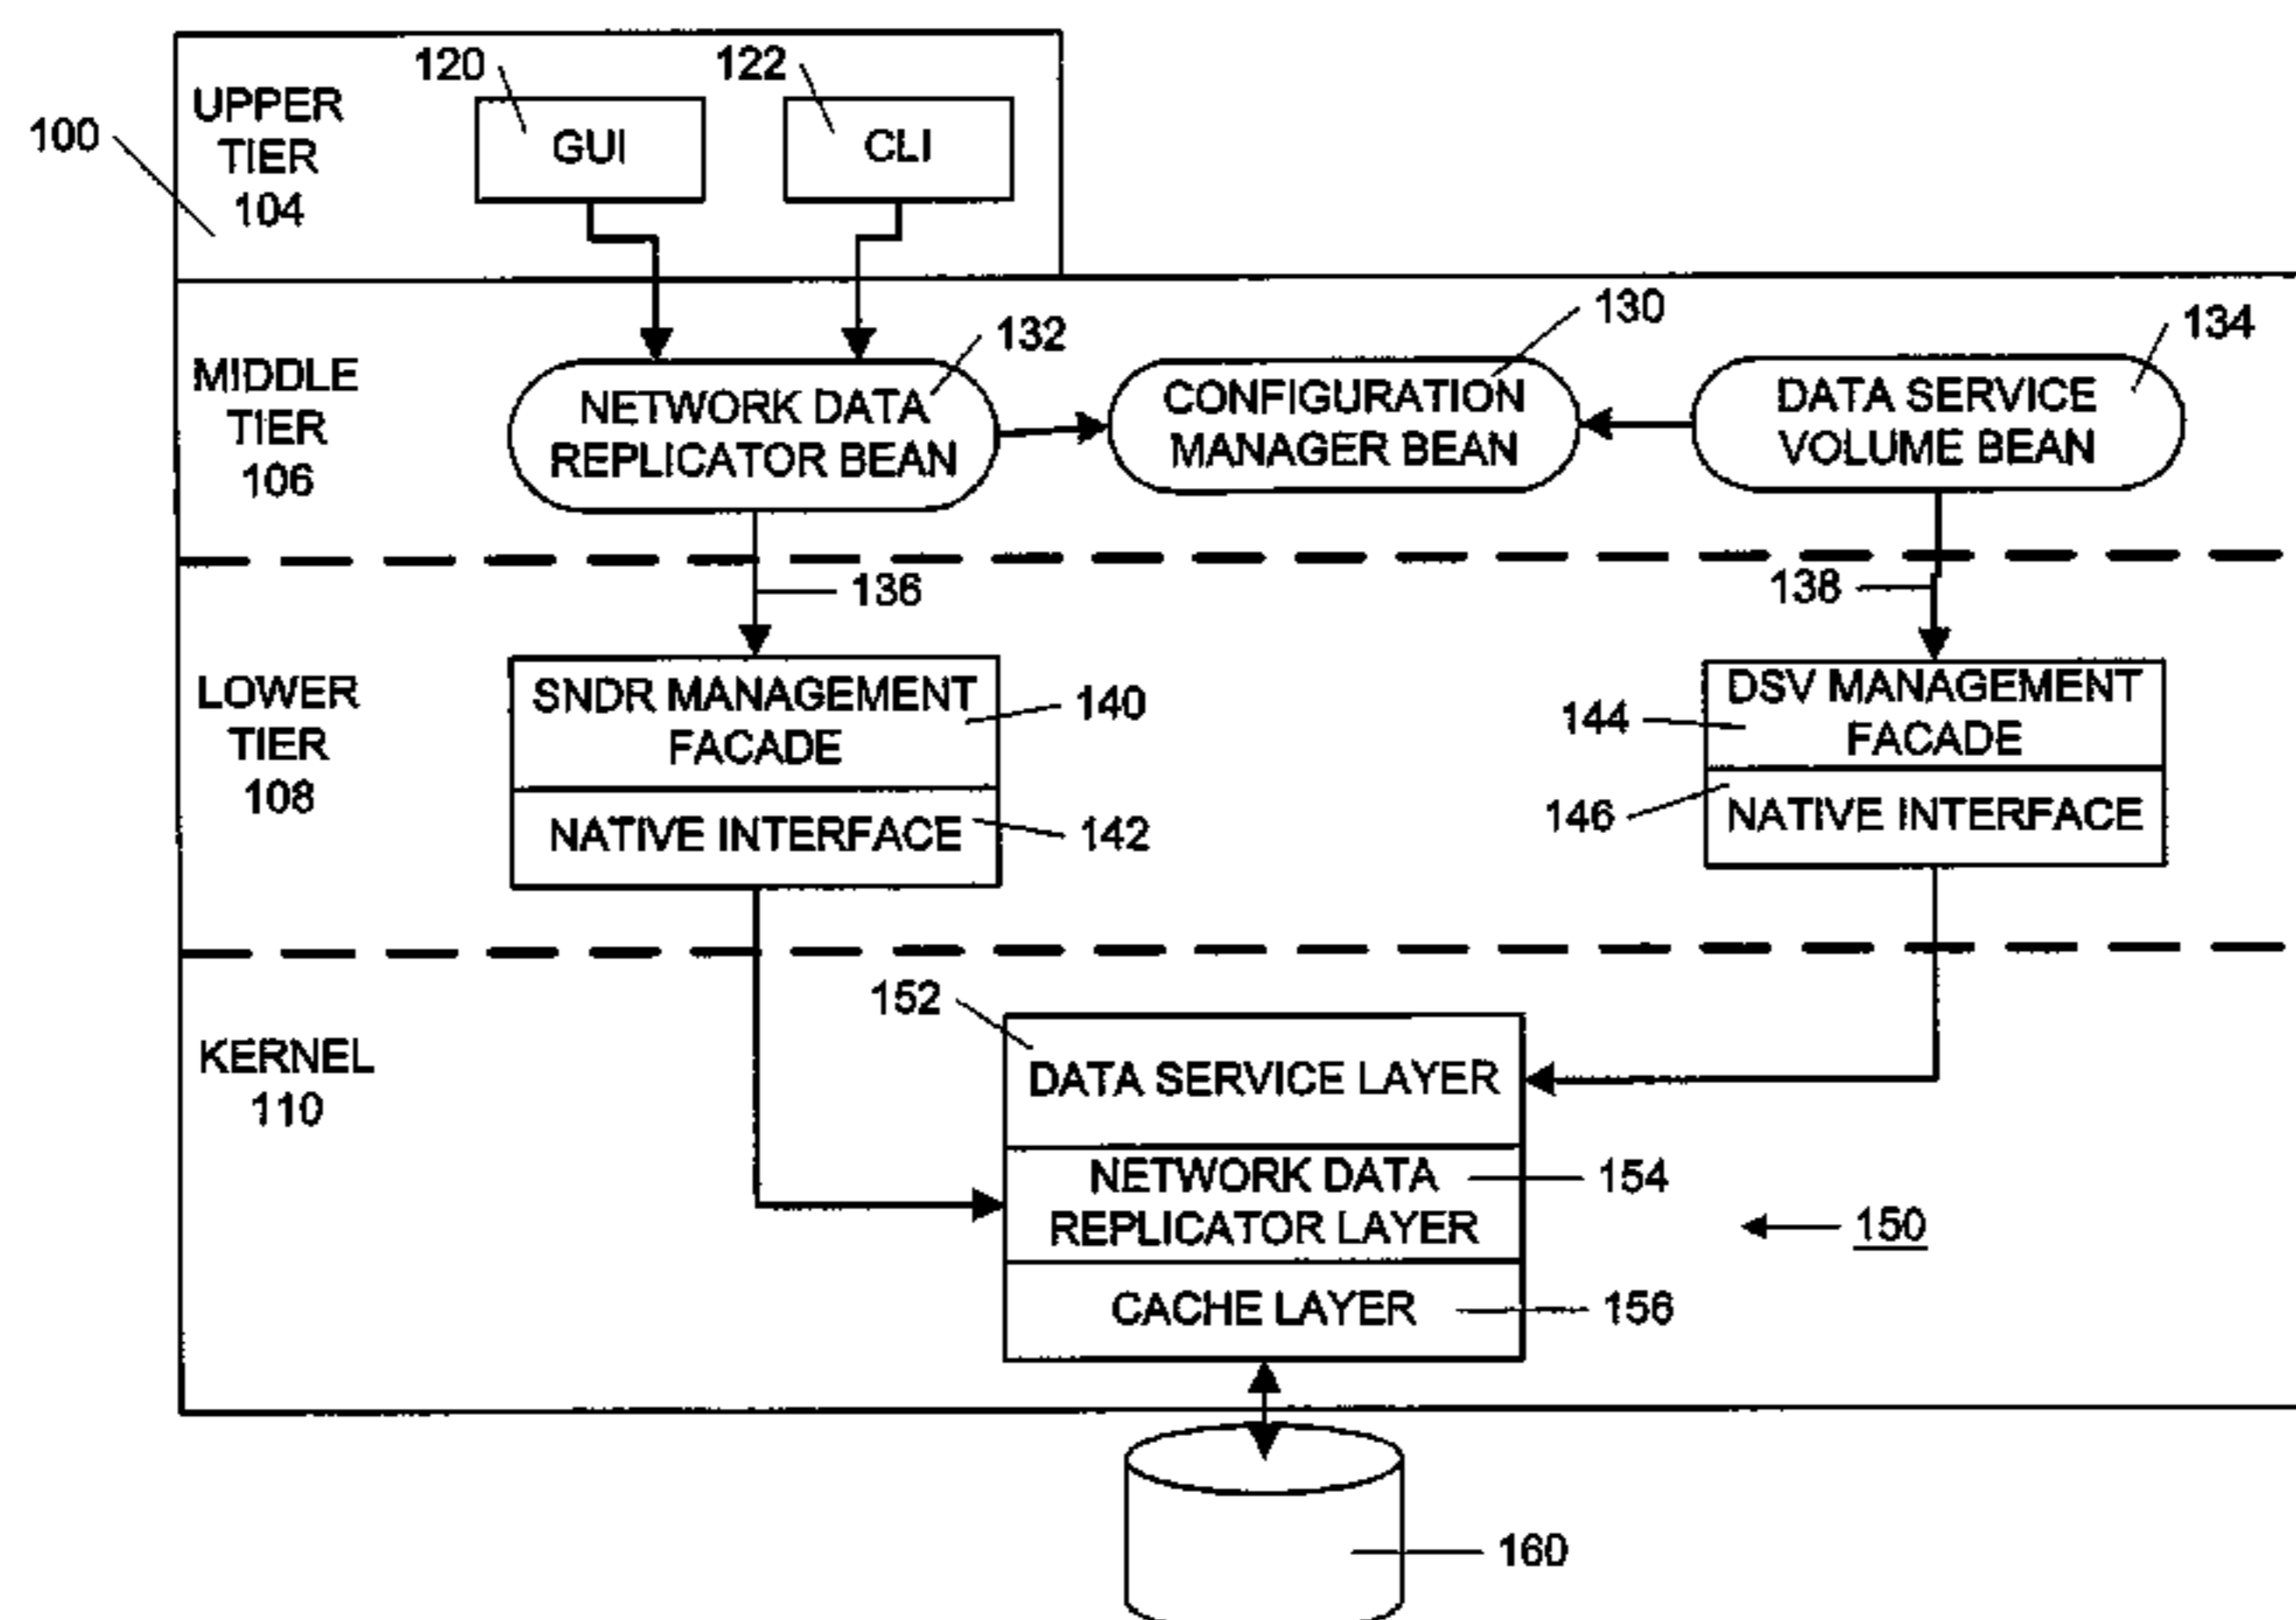 120
122
UPPER
TIER
104
100
GUI
CLI
130
134
132
MIDDLE
TIER
106
NETWORK DATA
REPLICATOR BEAN
CONFIGURATION
MANAGER BEAN
DATA SERVICE
VOLUME BEAN
136
138
LOWER
TIER
108
SNDR MANAGEMENT
FACADE
140
NATIVE INTERFACE
142
144
DSV MANAGEMENT
FACADE
146
NATIVE INTERFACE
152
KERNEL
110
DATA SERVICE LAYER
NETWORK DATA
REPLICATOR LAYER
154
150
CACHE LAYER
156
160